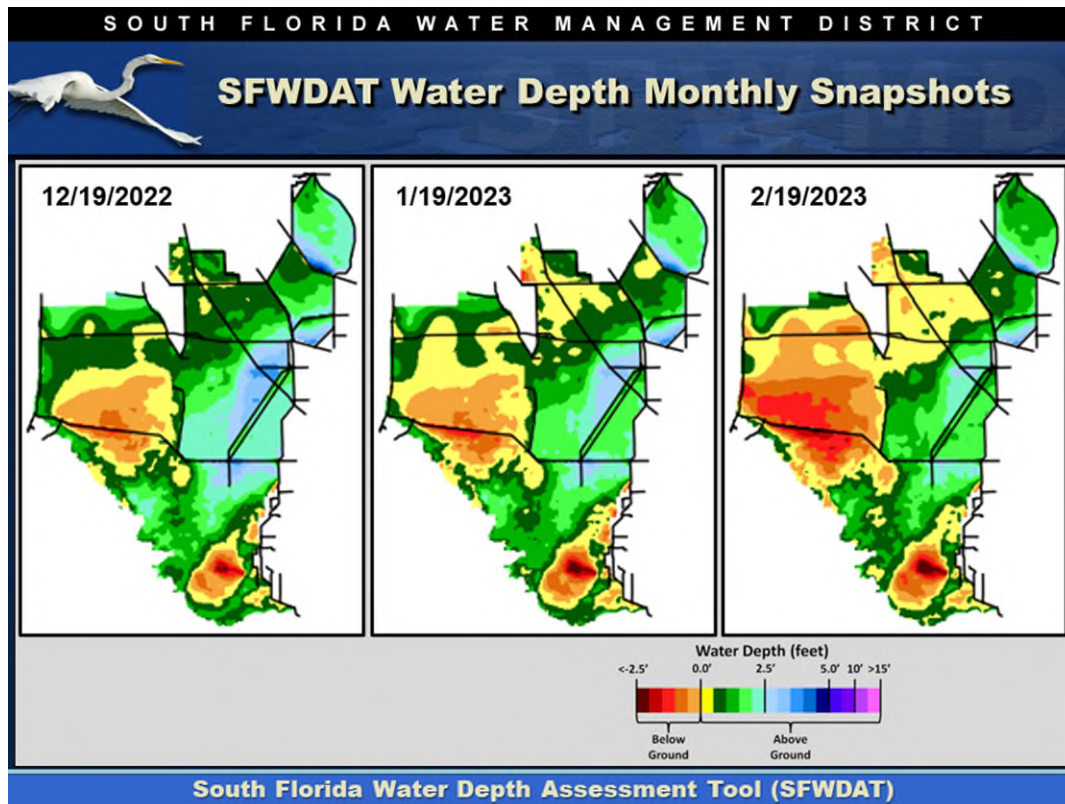 SOUTH FLORIDA WATER MANAGEMENT DISTRICT
SFWDAT Water Depth Monthly Snapshots
12/19/2022
1/19/2023
2/19/2023
Water Depth (feet)
<-2.5' 0.0' 2.5' 5.0' 10' >15'
Below Ground
Above Ground
South Florida Water Depth Assessment Tool (SFWDAT)